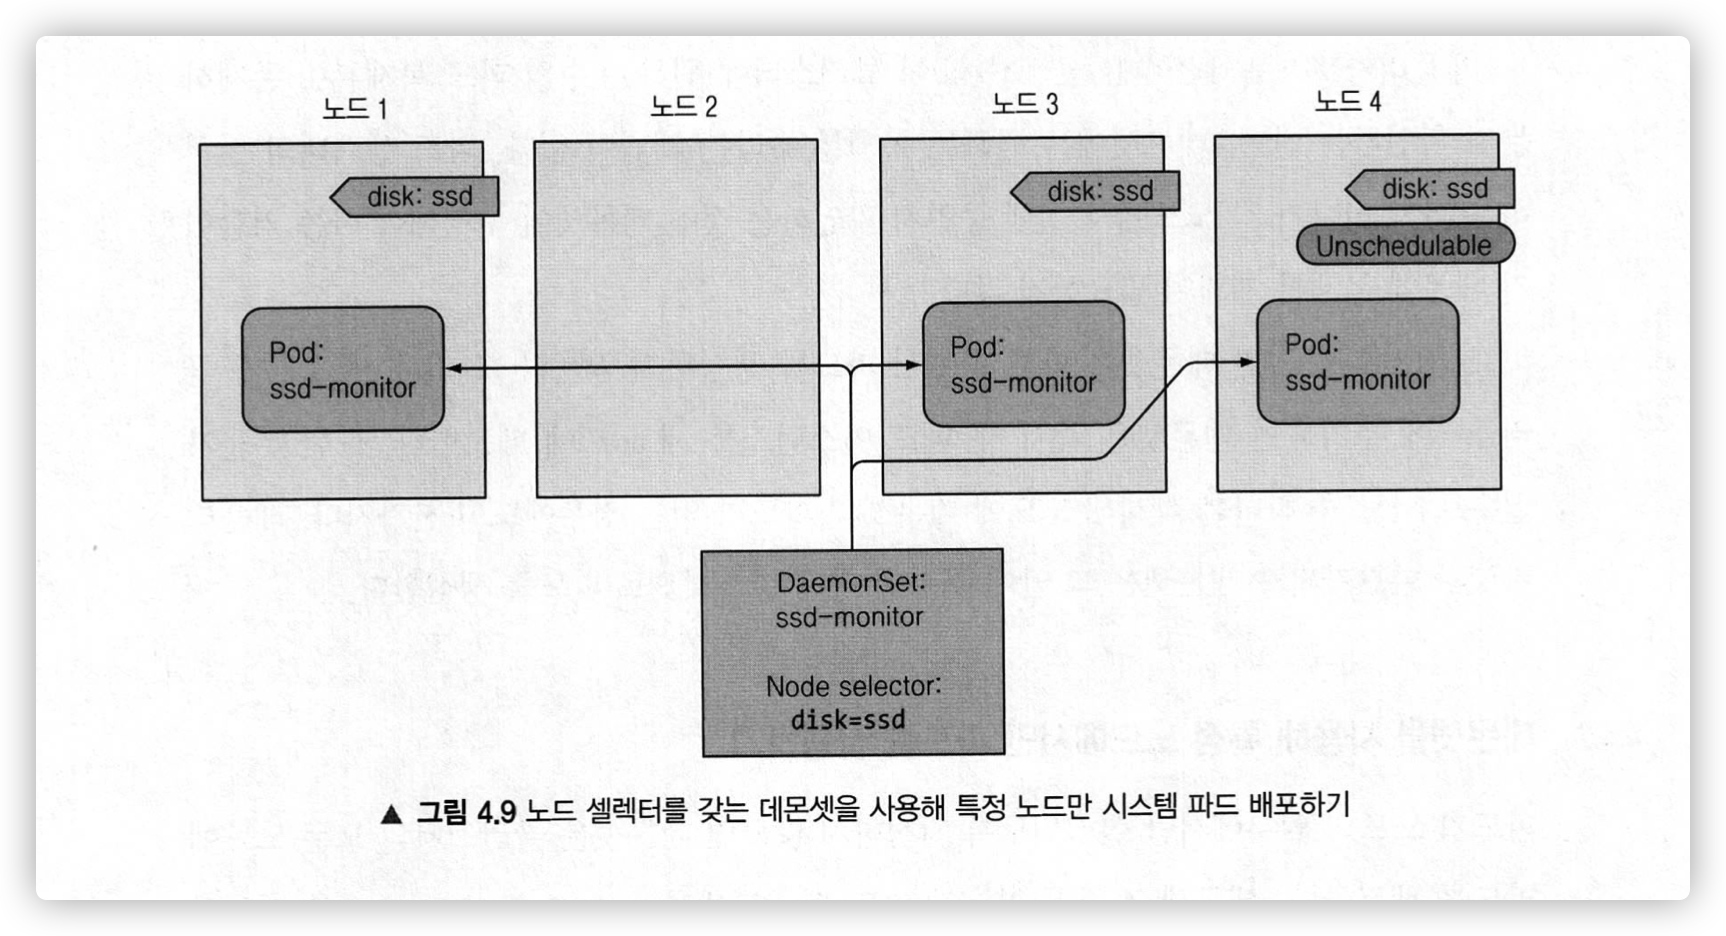 노드 1
노드 2
노드 3
노드 4
disk: ssd
disk: ssd
disk: ssd
Unschedulable
Pod:
ssd-monitor
Pod:
ssd-monitor
Pod:
ssd-monitor
DaemonSet:
ssd-monitor
Node selector:
disk=ssd
▲ 그림 4.9 노드 셀렉터를 갖는 데몬셋을 사용해 특정 노드만 시스템 파드 배포하기